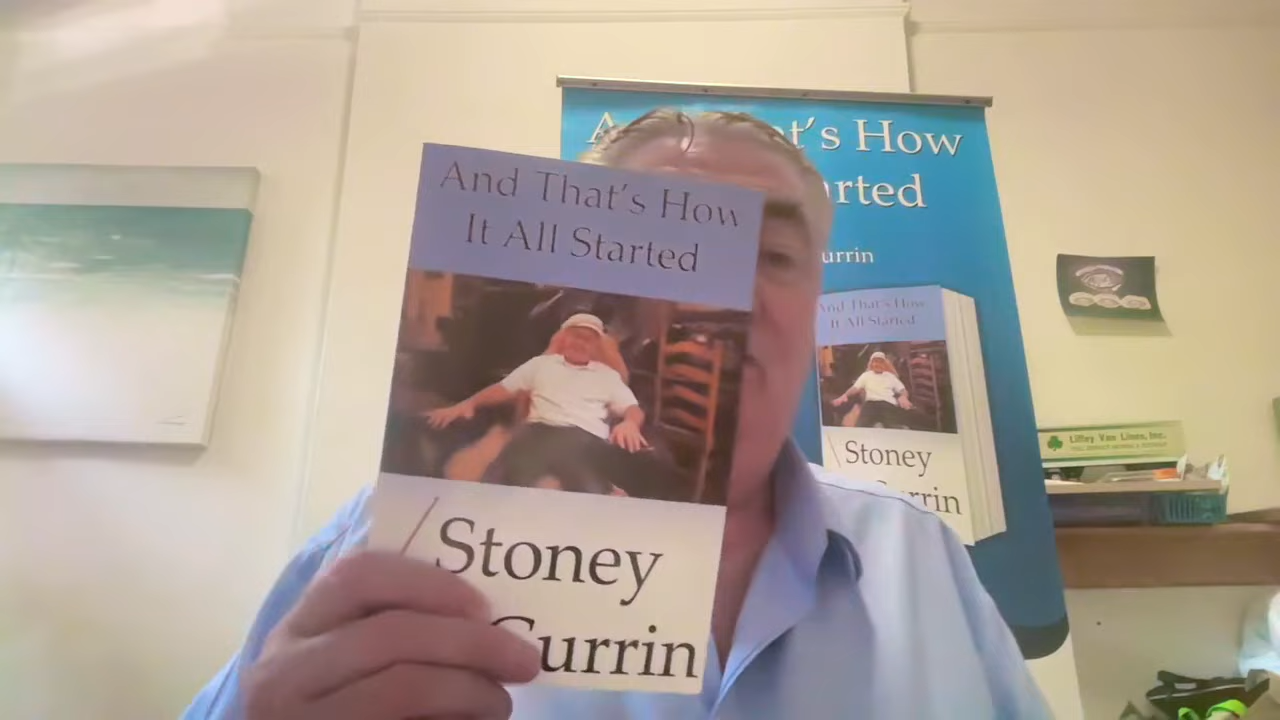 And That's How
It All Started
Stoney
Currin
t's How
rted
urrin
And That's How
It All Started
Stoney
Currin
Liffey Van Lines, Inc.